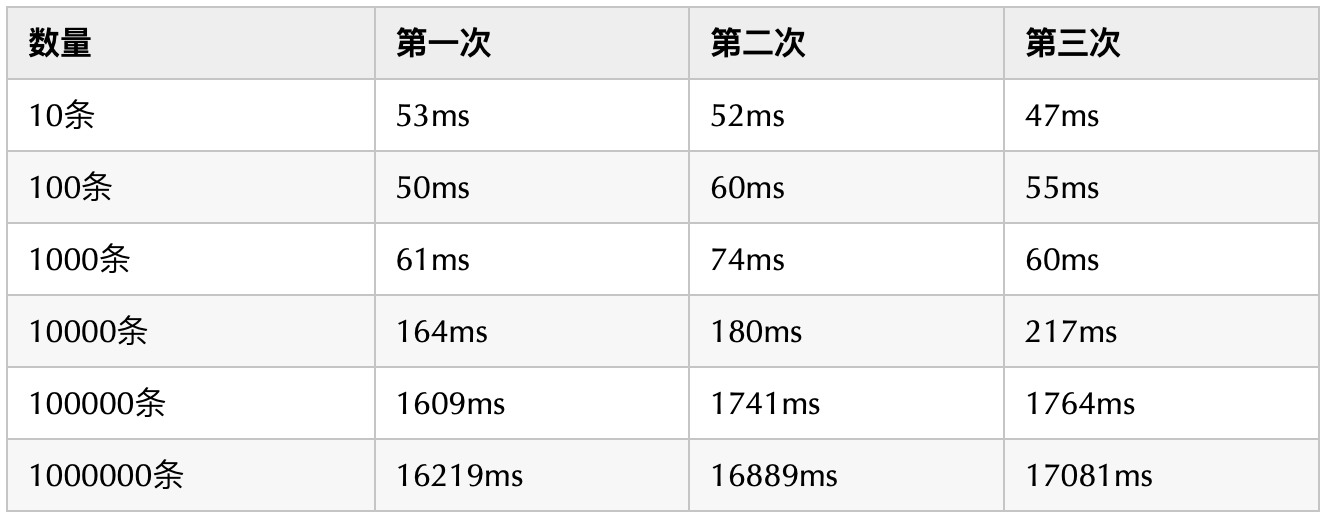 数量 第一次 第二次 第三次
10条 53ms 52ms 47ms
100条 50ms 60ms 55ms
1000条 61ms 74ms 60ms
10000条 164ms 180ms 217ms
100000条 1609ms 1741ms 1764ms
1000000条 16219ms 16889ms 17081ms